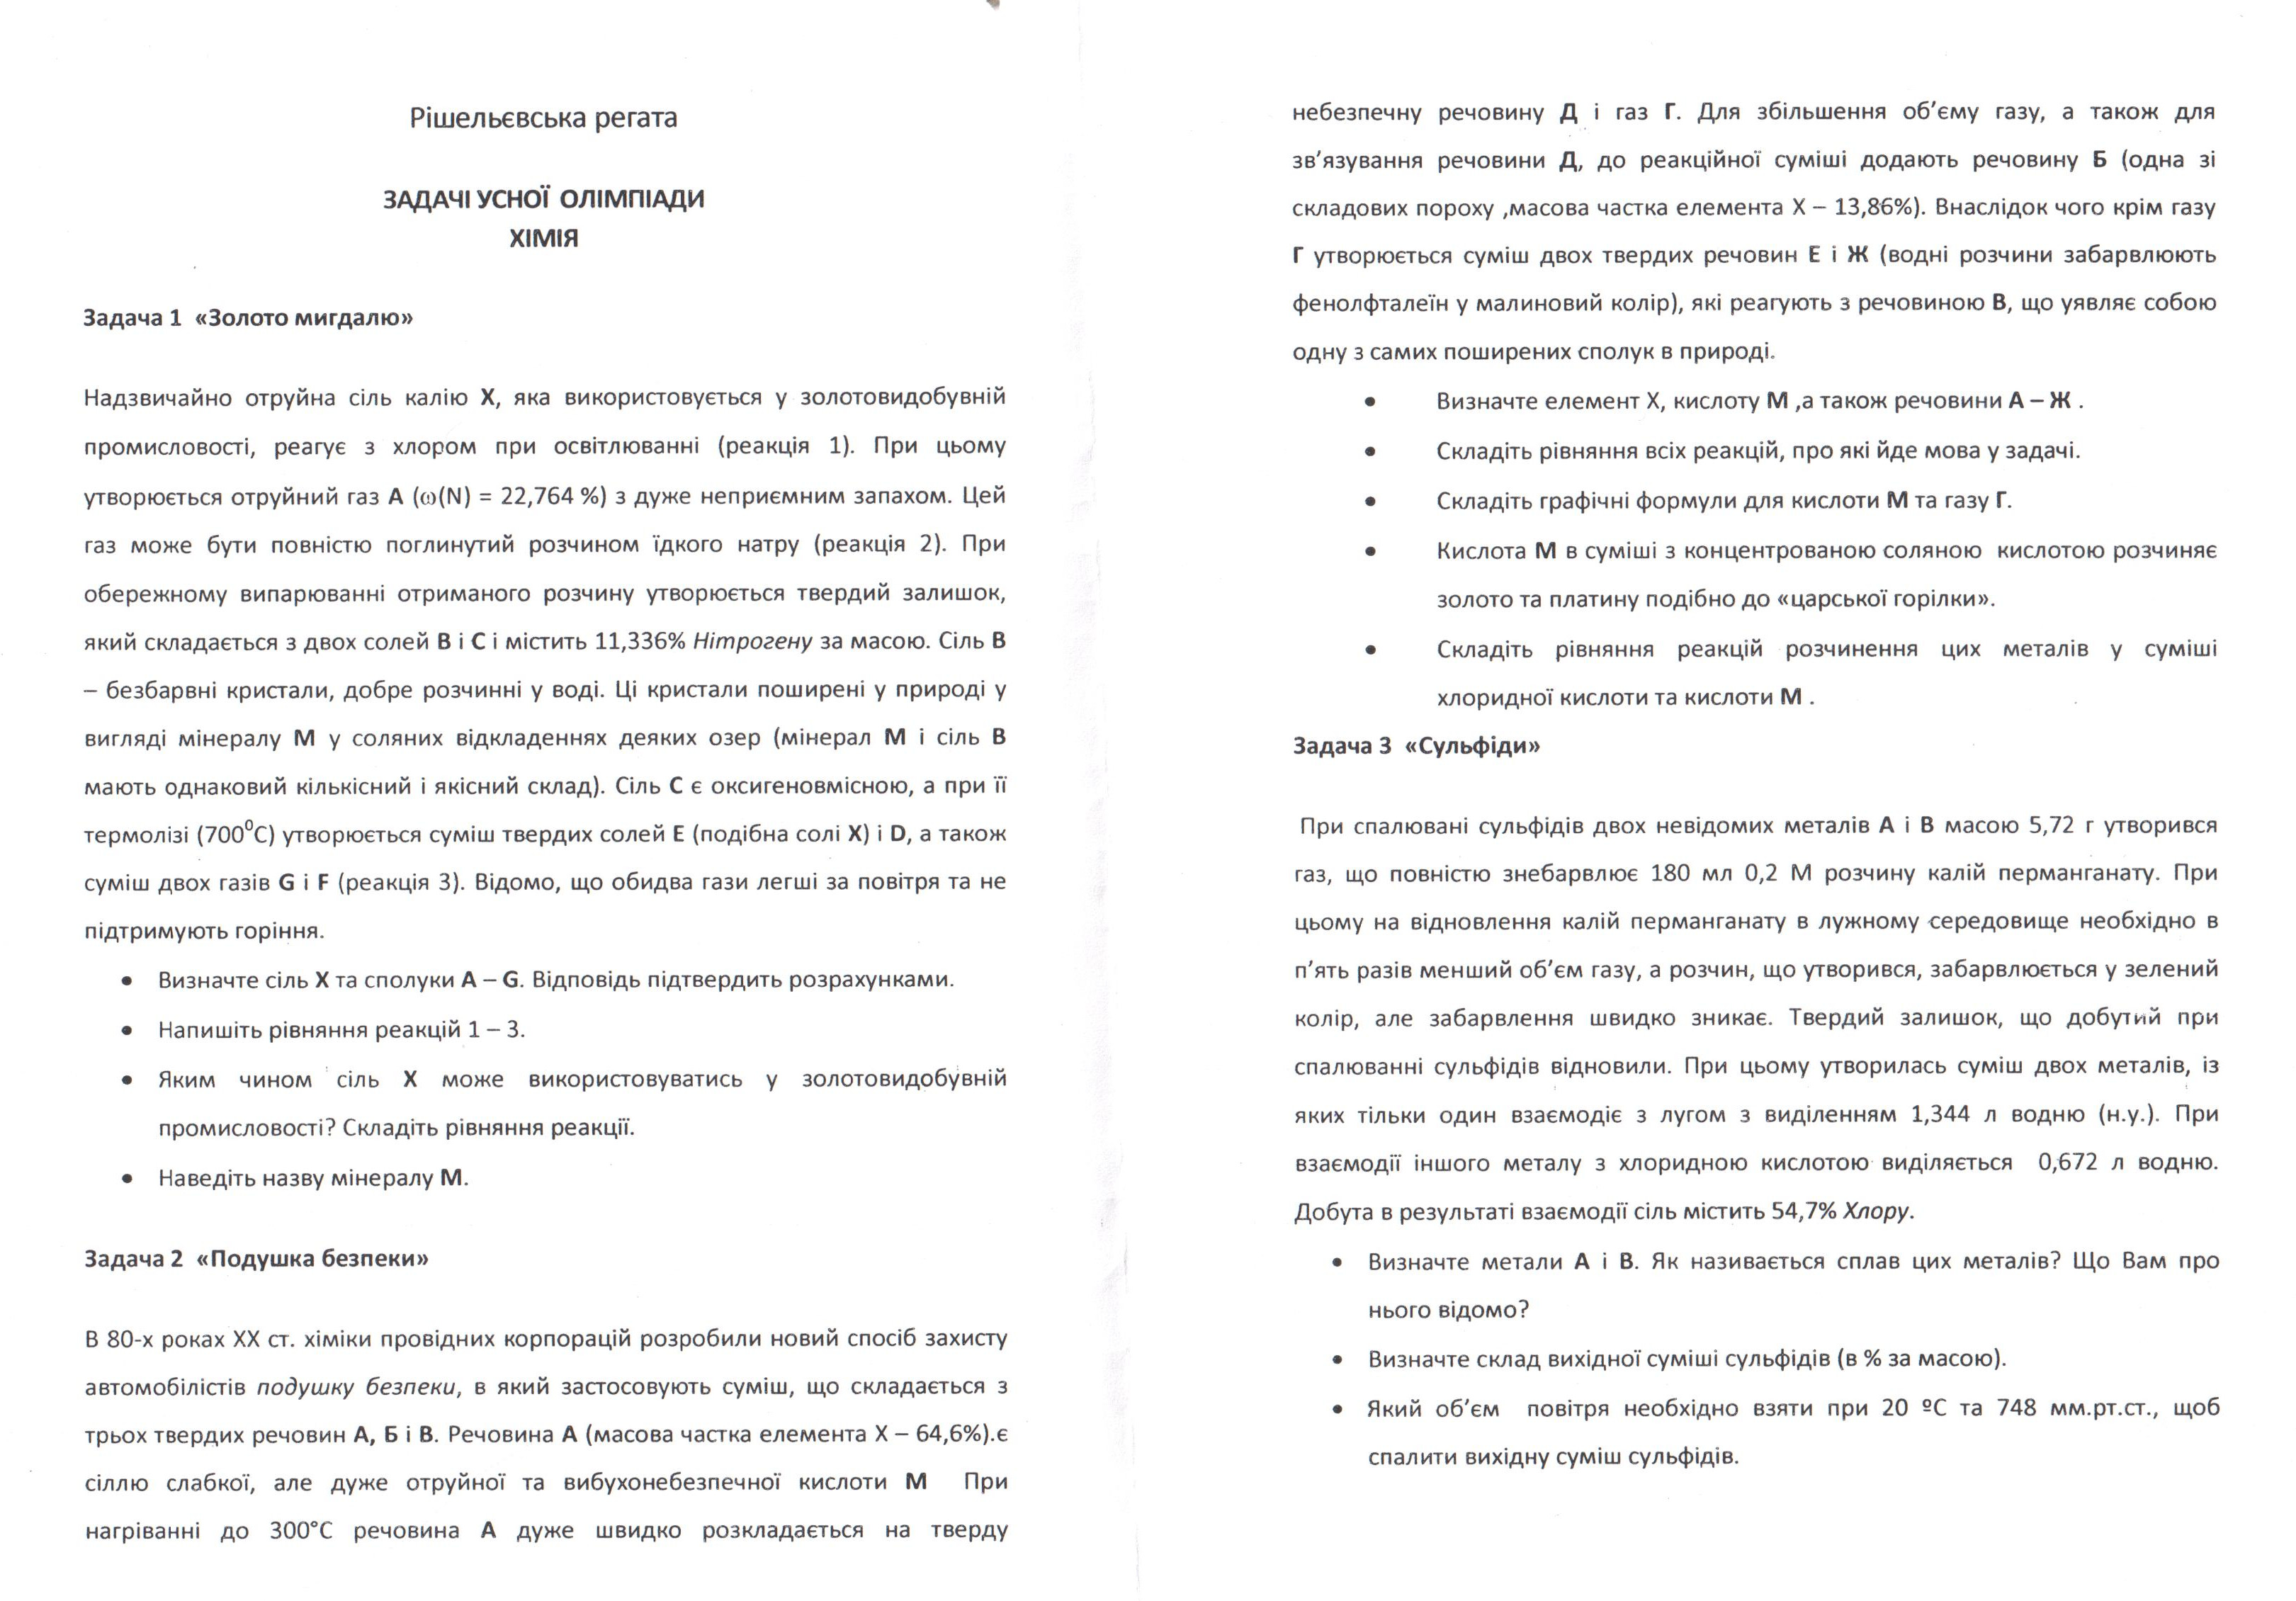 Рішельєвська регата
ЗАДАЧІ УСНОЇ ОЛІМПІАДИ
ХІМІЯ
Задача 1 «Золото мигдалю»
Надзвичайно отруйна сіль калію X, яка використовується у золотовидобувній
промисловості, реагує з хлором при освітлюванні (реакція 1). При цьому
утворюється отруйний газ А (ω(N) = 22,764 %) з дуже неприємним запахом. Цей
газ може бути повністю поглинутий розчином їдкого натру (реакція 2). При
обережному випарюванні отриманого розчину утворюється твердий залишок,
який складається з двох солей В і С і містить 11,336% Нітрогену за масою. Сіль В
– безбарвні кристали, добре розчинні у воді. Ці кристали поширені у природі у
вигляді мінералу М у соляних відкладеннях деяких озер (мінерал М і сіль В
мають однаковий кількісний і якісний склад). Сіль С є оксигеновмісною, а при її
термолізі (700⁰С) утворюється суміш твердих солей Е (подібна солі X) і D, а також
суміш двох газів G і F (реакція 3). Відомо, що обидва гази легші за повітря та не
підтримують горіння.
• Визначте сіль X та сполуки А – G. Відповідь підтвердить розрахунками.
• Напишіть рівняння реакцій 1 – 3.
• Яким чином сіль X може використовуватись у золотовидобувній
промисловості? Складіть рівняння реакції.
• Наведіть назву мінералу М.
Задача 2 «Подушка безпеки»
В 80-х роках ХХ ст. хіміки провідних корпорацій розробили новий спосіб захисту
автомобілістів подушку безпеки, в який застосовують суміш, що складається з
трьох твердих речовин А, Б і В. Речовина А (масова частка елемента X – 64,6%).є
сіллю слабкої, але дуже отруйної та вибухонебезпечної кислоти М При
нагріванні до 300°С речовина А дуже швидко розкладається на тверду
небезпечну речовину Д і газ Г. Для збільшення об’єму газу, а також для
зв’язування речовини Д, до реакційної суміші додають речовину Б (одна зі
складових пороху ,масова частка елемента X – 13,86%). Внаслідок чого крім газу
Г утворюється суміш двох твердих речовин Е і Ж (водні розчини забарвлюють
фенолфталеїн у малиновий колір), які реагують з речовиною В, що уявляє собою
одну з самих поширених сполук в природі.
• Визначте елемент X, кислоту М ,а також речовини А – Ж .
• Складіть рівняння всіх реакцій, про які йде мова у задачі.
• Складіть графічні формули для кислоти М та газу Г.
• Кислота М в суміші з концентрованою соляною кислотою розчиняє
золото та платину подібно до «царської горілки».
• Складіть рівняння реакцій розчинення цих металів у суміші
хлоридної кислоти та кислоти М .
Задача 3 «Сульфіди»
При спалювані сульфідів двох невідомих металів А і В масою 5,72 г утворився
газ, що повністю знебарвлює 180 мл 0,2 М розчину калій перманганату. При
цьому на відновлення калій перманганату в лужному середовище необхідно в
п’ять разів менший об’єм газу, а розчин, що утворився, забарвлюється у зелений
колір, але забарвлення швидко зникає. Твердий залишок, що добутий при
спалюванні сульфідів відновили. При цьому утворилась суміш двох металів, із
яких тільки один взаємодіє з лугом з виділенням 1,344 л водню (н.у.). При
взаємодії іншого металу з хлоридною кислотою виділяється 0,672 л водню.
Добута в результаті взаємодії сіль містить 54,7% Хлору.
• Визначте метали А і В. Як називається сплав цих металів? Що Вам про
нього відомо?
• Визначте склад вихідної суміші сульфідів (в % за масою).
• Який об’єм повітря необхідно взяти при 20 ºС та 748 мм.рт.ст., щоб
спалити вихідну суміш сульфідів.